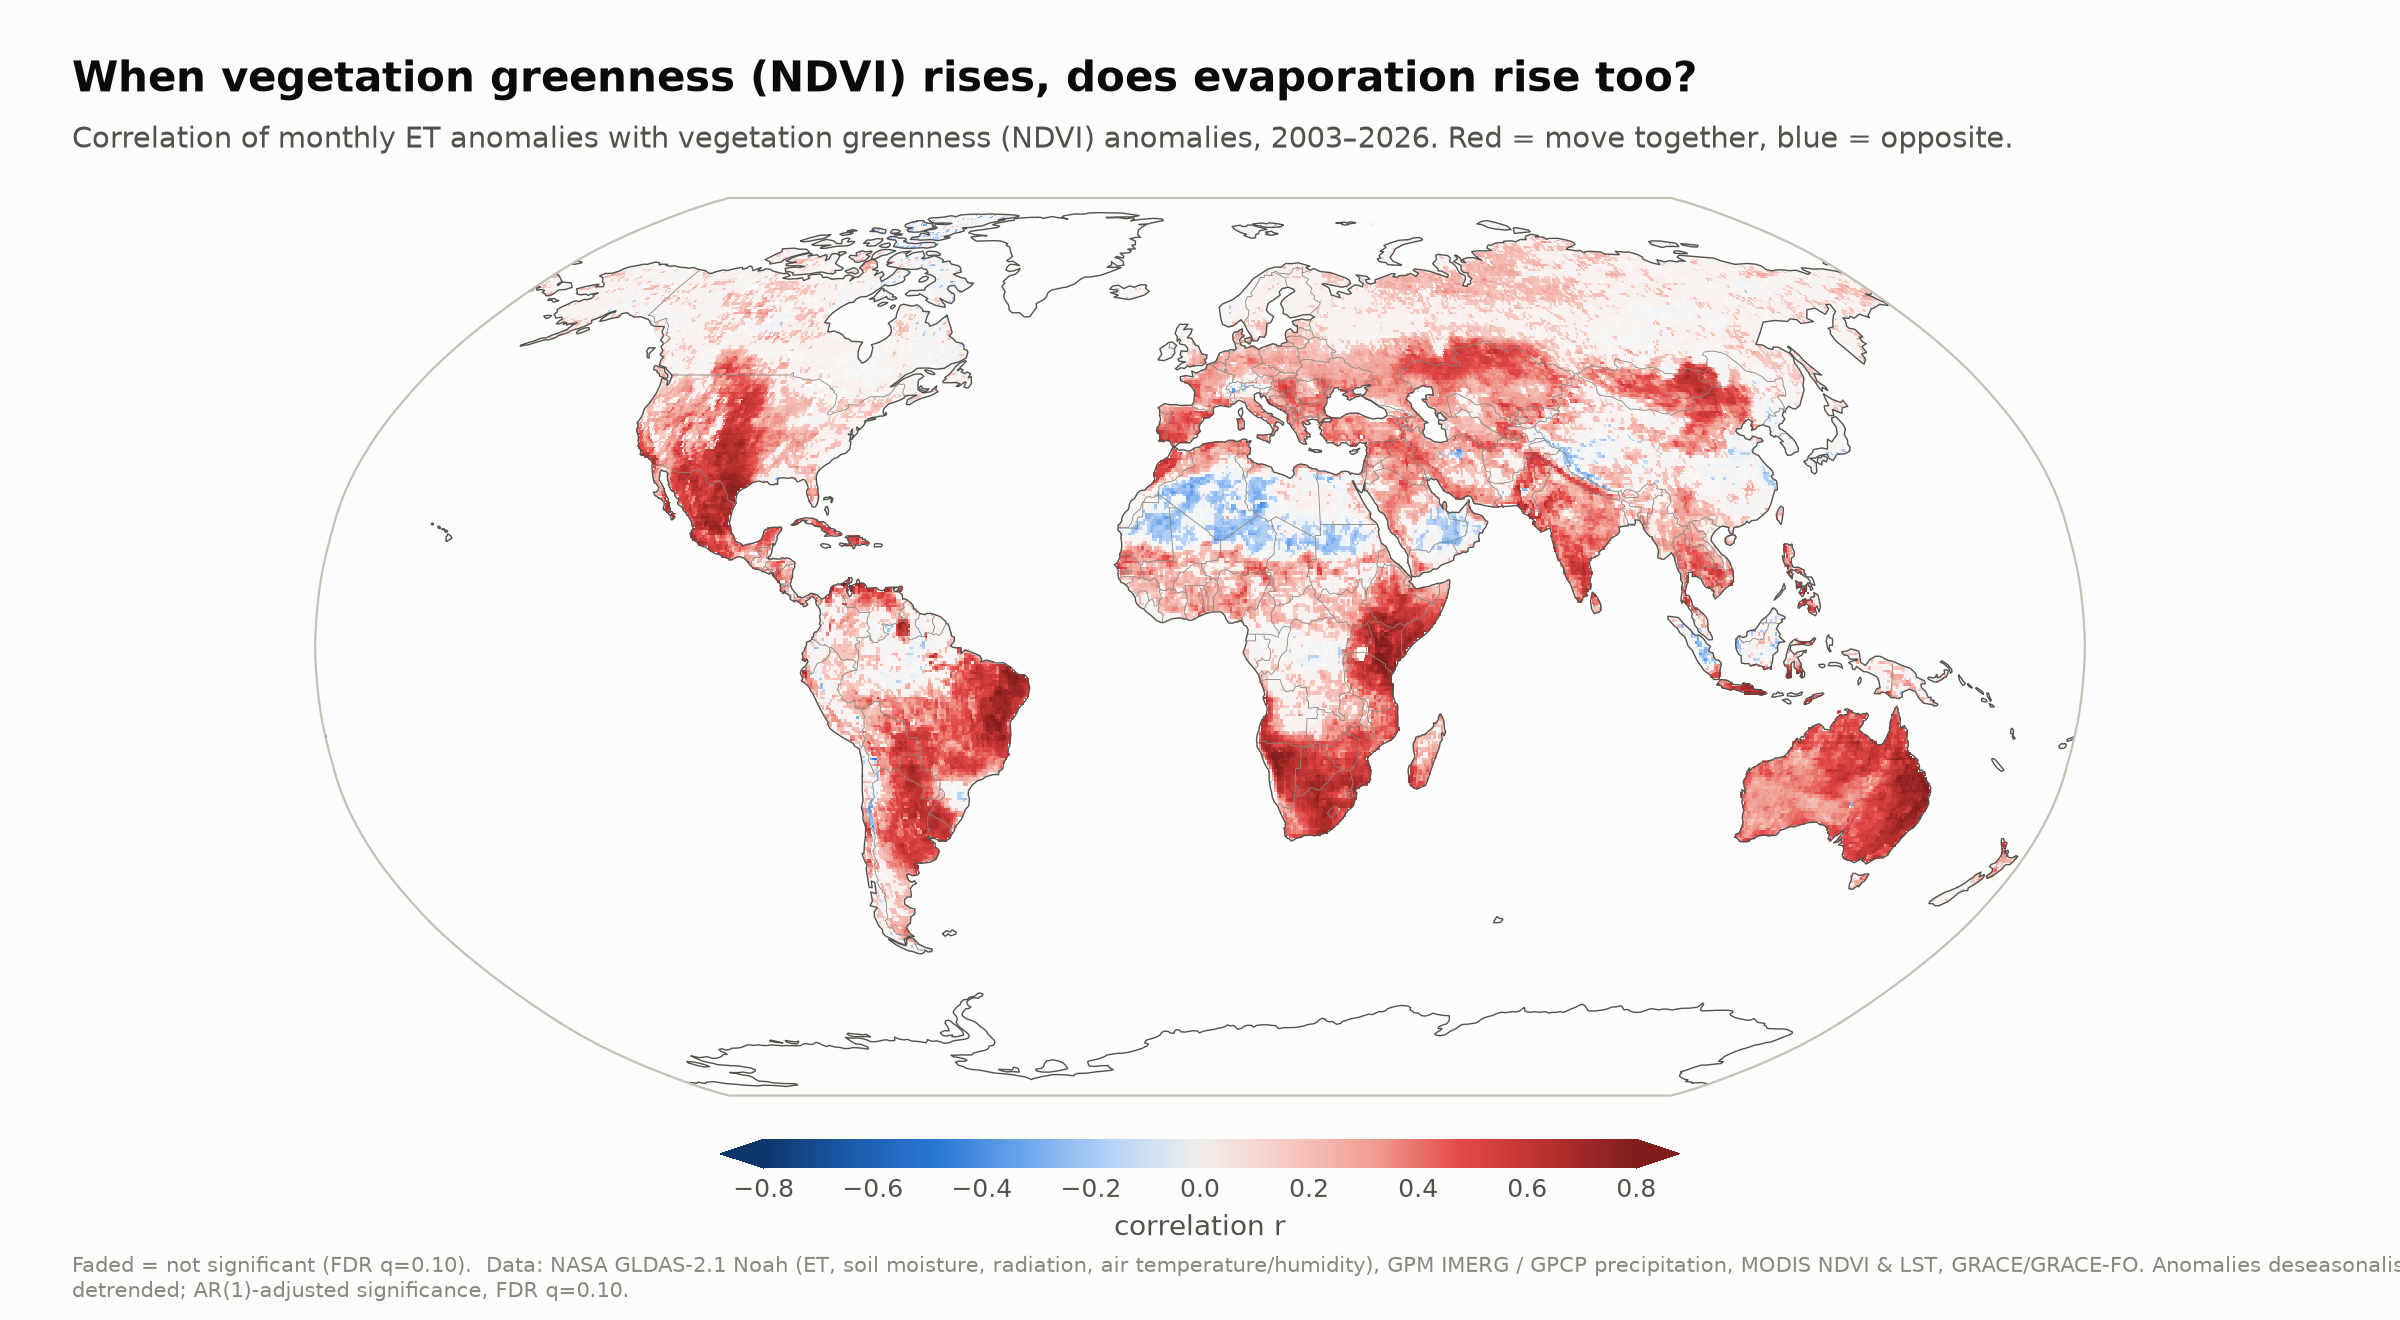 When vegetation greenness (NDVI) rises, does evaporation rise too?
Correlation of monthly ET anomalies with vegetation greenness (NDVI) anomalies, 2003–2026. Red = move together, blue = opposite.
−0.8 −0.6 −0.4 −0.2 0.0 0.2 0.4 0.6 0.8
correlation r
Faded = not significant (FDR q=0.10).  Data: NASA GLDAS-2.1 Noah (ET, soil moisture, radiation, air temperature/humidity), GPM IMERG / GPCP precipitation, MODIS NDVI & LST, GRACE/GRACE-FO. Anomalies deseasonalis
detrended; AR(1)-adjusted significance, FDR q=0.10.